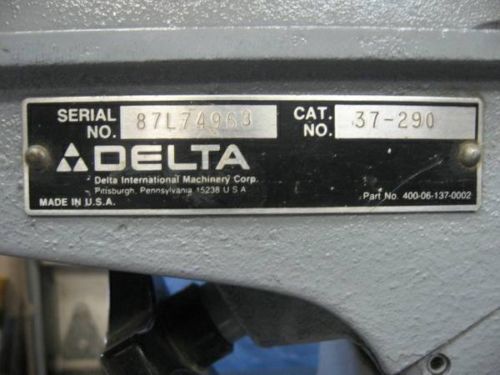 SERIAL NO. 87L74963 CAT. NO. 37-290
DELTA
Delta International Machinery Corp.
Pittsburgh, Pennsylvania 15238 U S A
MADE IN U.S.A.
Part No. 400-06-137-0002